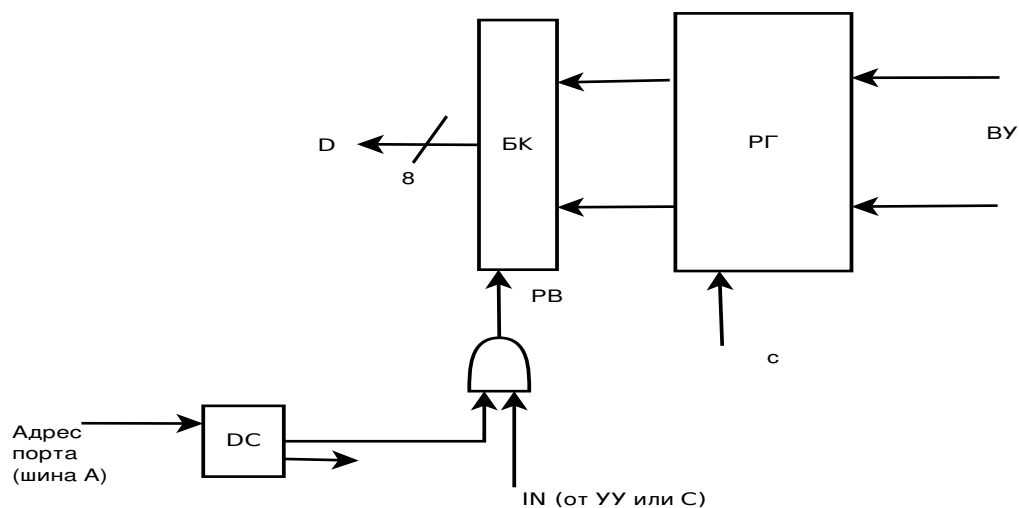 БК
РГ
ВУ
D
8
РВ
с
DC
Адрес
порта
(шина А)
IN (от УУ или С)